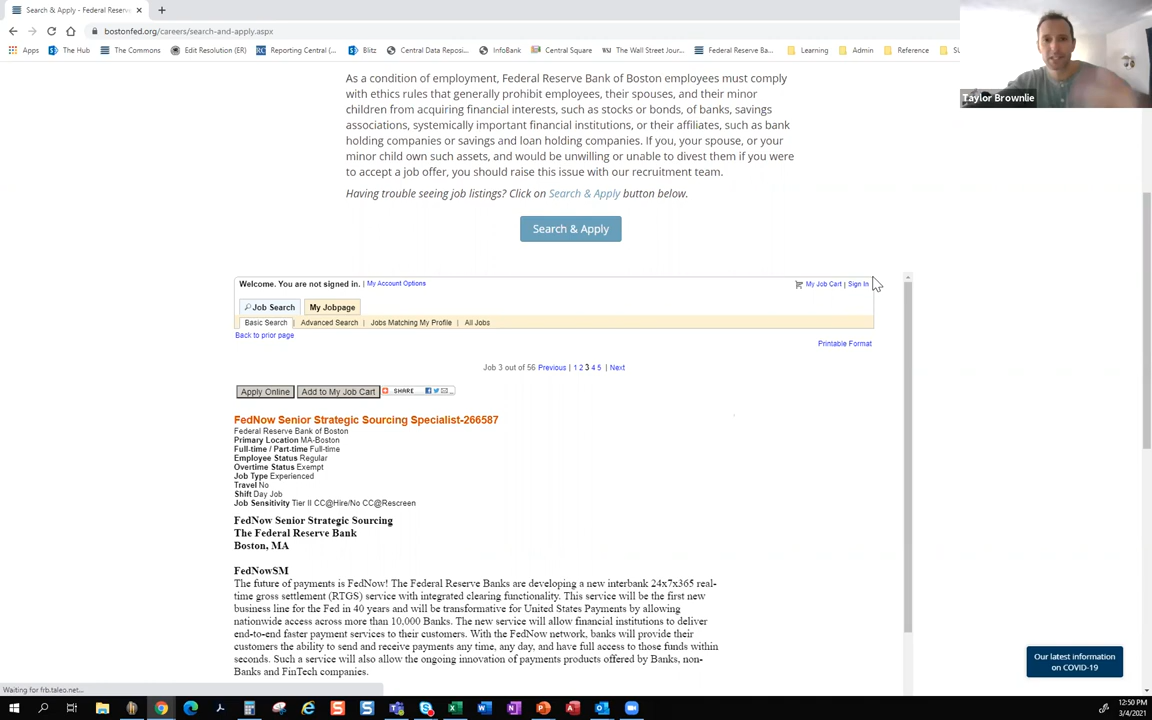 Search & Apply - Federal Reserv
bostonfed.org/careers/search-and-apply.aspx
Apps The Hub The Commons Edit Resolution (ER) Reporting Central (... Blitz Central Data Reposi... InfoBank Central Square The Wall Street Jour... Federal Reserve Ba... Learning Admin Reference
Taylor Brownlie
As a condition of employment, Federal Reserve Bank of Boston employees must comply
with ethics rules that generally prohibit employees, their spouses, and their minor
children from acquiring financial interests, such as stocks or bonds, of banks, savings
associations, systemically important financial institutions, or their affiliates, such as bank
holding companies or savings and loan holding companies. If you, your spouse, or your
minor child own such assets, and would be unwilling or unable to divest them if you were
to accept a job offer, you should raise this issue with our recruitment team.
Having trouble seeing job listings? Click on Search & Apply button below.
Search & Apply
Welcome. You are not signed in. | My Account Options My Job Cart | Sign In
Job Search My Jobpage
Basic Search | Advanced Search | Jobs Matching My Profile | All Jobs
Back to prior page
Printable Format
Job 3 out of 56 Previous | 1 2 3 4 5 | Next
Apply Online Add to My Job Cart SHARE
FedNow Senior Strategic Sourcing Specialist-266587
Federal Reserve Bank of Boston
Primary Location MA-Boston
Full-time / Part-time Full-time
Employee Status Regular
Overtime Status Exempt
Job Type Experienced
Travel No
Shift Day Job
Job Sensitivity Tier II CC@Hire/No CC@Rescreen
FedNow Senior Strategic Sourcing
The Federal Reserve Bank
Boston, MA
FedNowSM
The future of payments is FedNow! The Federal Reserve Banks are developing a new interbank 24x7x365 real-
time gross settlement (RTGS) service with integrated clearing functionality. This service will be the first new
business line for the Fed in 40 years and will be transformative for United States Payments by allowing
nationwide access across more than 10,000 Banks. The new service will allow financial institutions to deliver
end-to-end faster payment services to their customers. With the FedNow network, banks will provide their
customers the ability to send and receive payments any time, any day, and have full access to those funds within
seconds. Such a service will also allow the ongoing innovation of payments products offered by Banks, non-
Banks and FinTech companies.
Our latest information
on COVID-19
Waiting for frb.taleo.net...
12:50 PM
3/4/2021